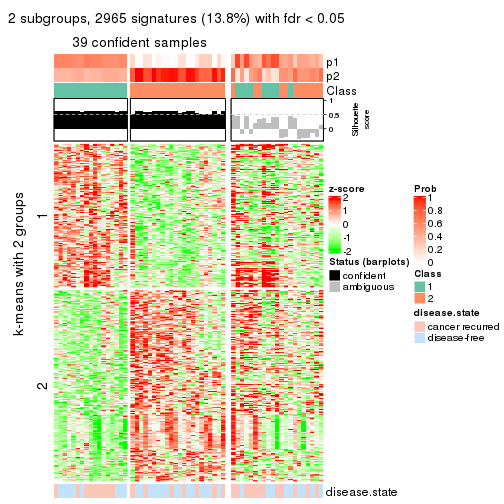 2 subgroups, 2965 signatures (13.8%) with fdr < 0.05
39 confident samples
p1
p2
Class
1
0.5
0
Silhouette
score
k-means with 2 groups
1
2
z-score
2
1
0
-1
-2
Status (barplots)
confident
ambiguous
Prob
1
0.8
0.6
0.4
0.2
0
Class
1
2
disease.state
cancer recurred
disease-free
disease.state